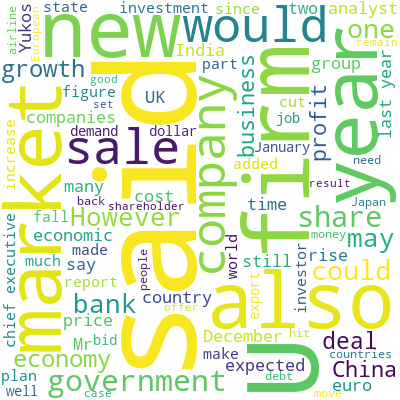 state
investment
since
two
analyst
airline
European
Yukos
new
would
India
one
remain
growth
part
group
good
set
figure
UK
business
cut
last year
companies
job
profit
increase
market
demand
dollar
sale
said
company
firm
year
January
need
many
back
shareholder
result
cost
time
Japan
fall
However
share
may
economic
made
people
world
still
rise
money
chief executive
much
say
country
could
report
bank
also
investor
export
price
December
hit
economy
Mr
bid
offer
make
deal
countries
plan
government
expected
China
U
well
case
debt
euro
move
added